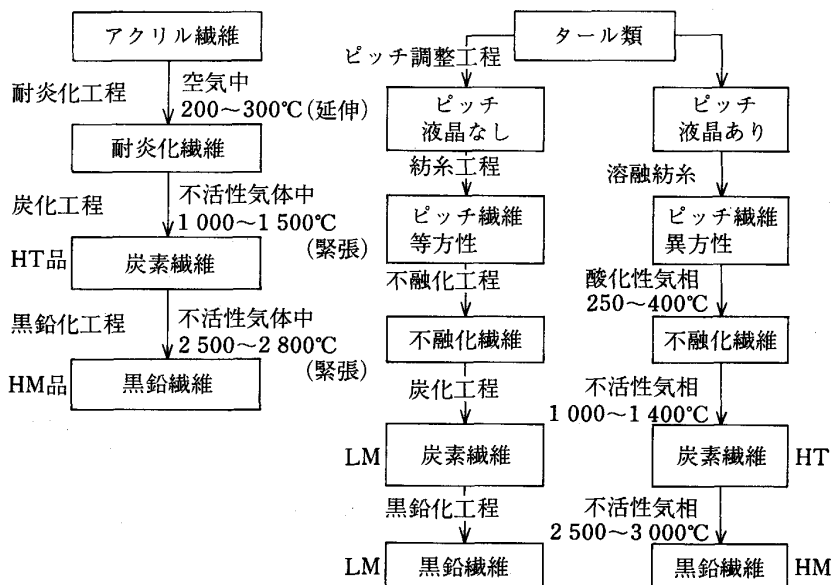 アクリル繊維
耐炎化工程
空気中
200～300℃(延伸)
耐炎化繊維
炭化工程
不活性気体中
1 000～1 500℃
(緊張)
HT品
炭素繊維
黒鉛化工程
不活性気体中
2 500～2 800℃
(緊張)
HM品
黒鉛繊維
タール類
ピッチ調整工程
ピッチ
液晶なし
紡糸工程
ピッチ繊維
等方性
不融化工程
不融化繊維
炭化工程
LM
炭素繊維
黒鉛化工程
LM
黒鉛繊維
ピッチ
液晶あり
溶融紡糸
ピッチ繊維
異方性
酸化性気相
250～400℃
不融化繊維
不活性気相
1 000～1 400℃
炭素繊維
HT
不活性気相
2 500～3 000℃
黒鉛繊維
HM